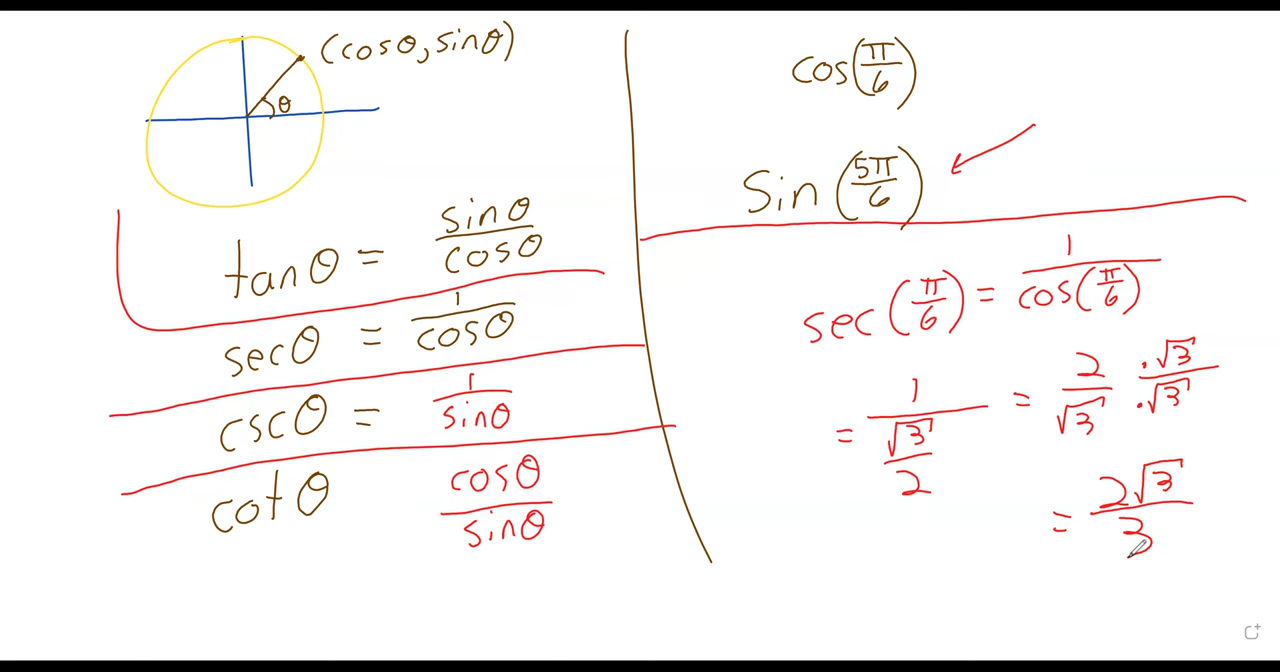 (cosθ, sinθ)
θ
tanθ = sinθ/cosθ
secθ = 1/cosθ
cscθ = 1/sinθ
cotθ cosθ/sinθ
cos(π/6)
Sin(5π/6)
sec(π/6) = 1/cos(π/6)
= 1/(√3/2) = 2/√3 ·√3/·√3
= 2√3/3